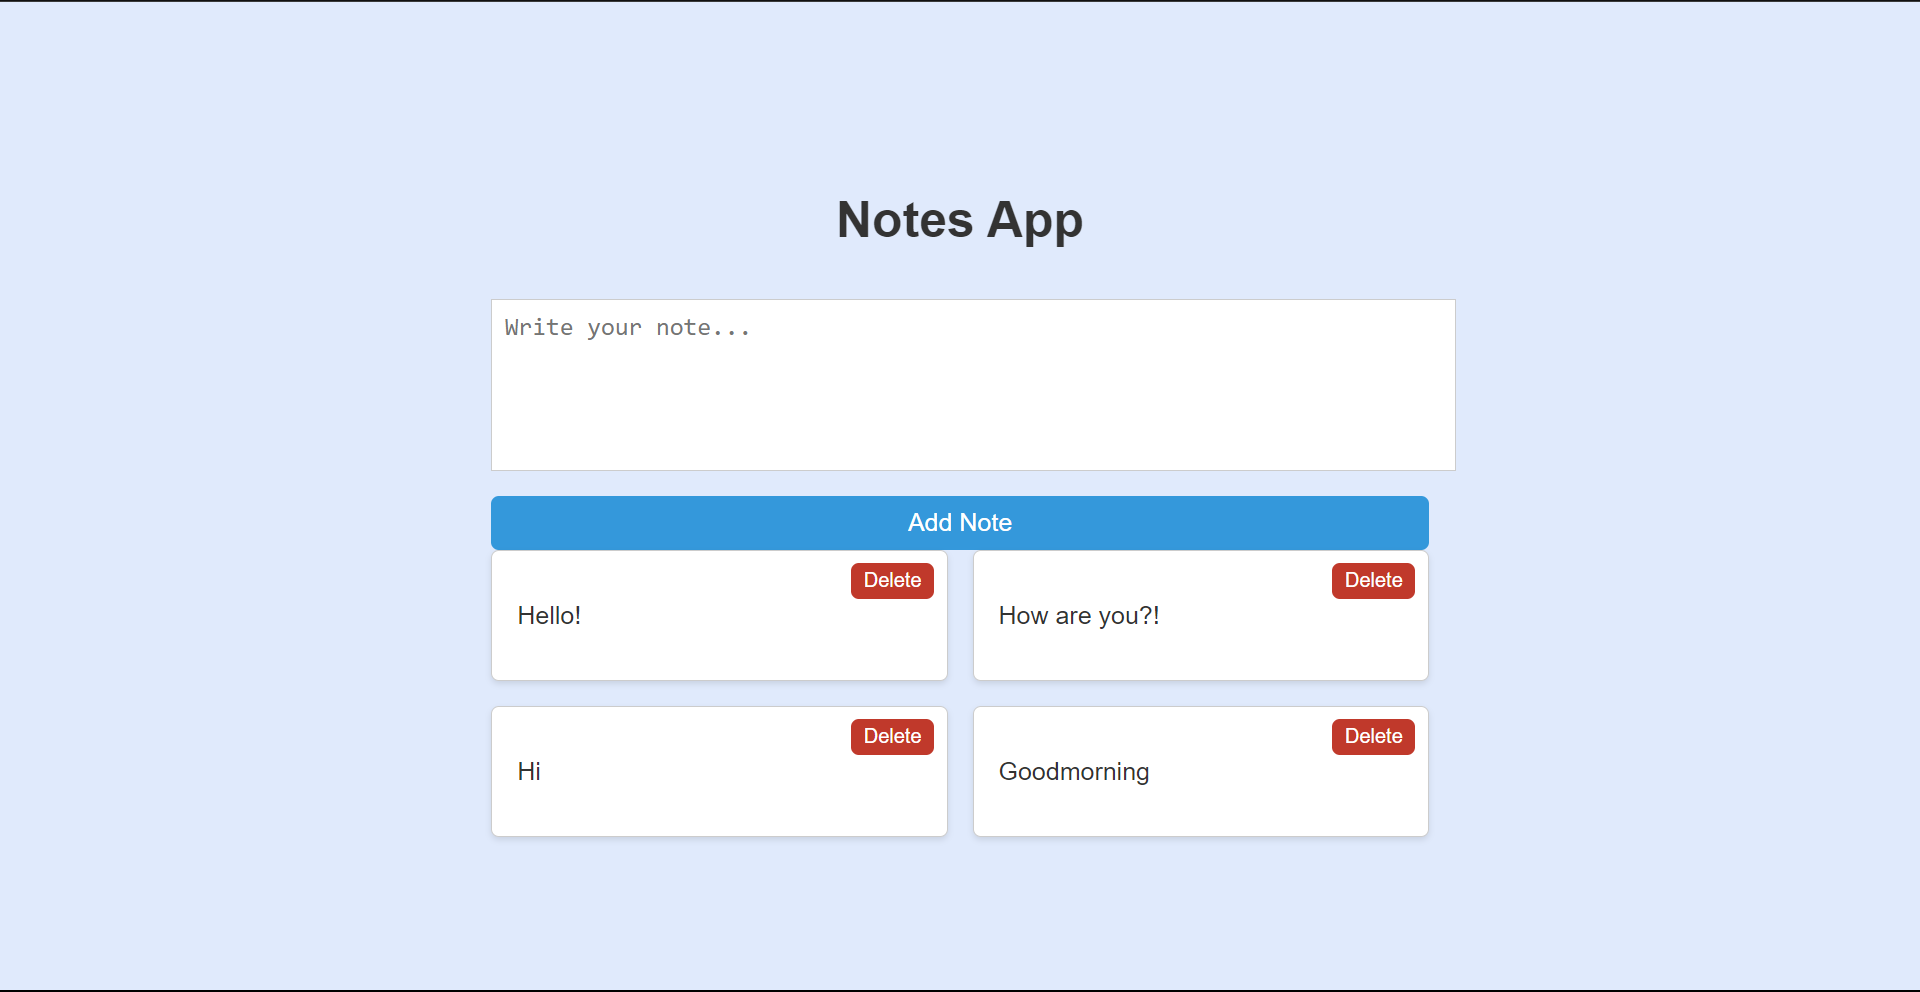 Notes App
Write your note...
Add Note
Delete
Hello!
Delete
How are you?!
Delete
Hi
Delete
Goodmorning